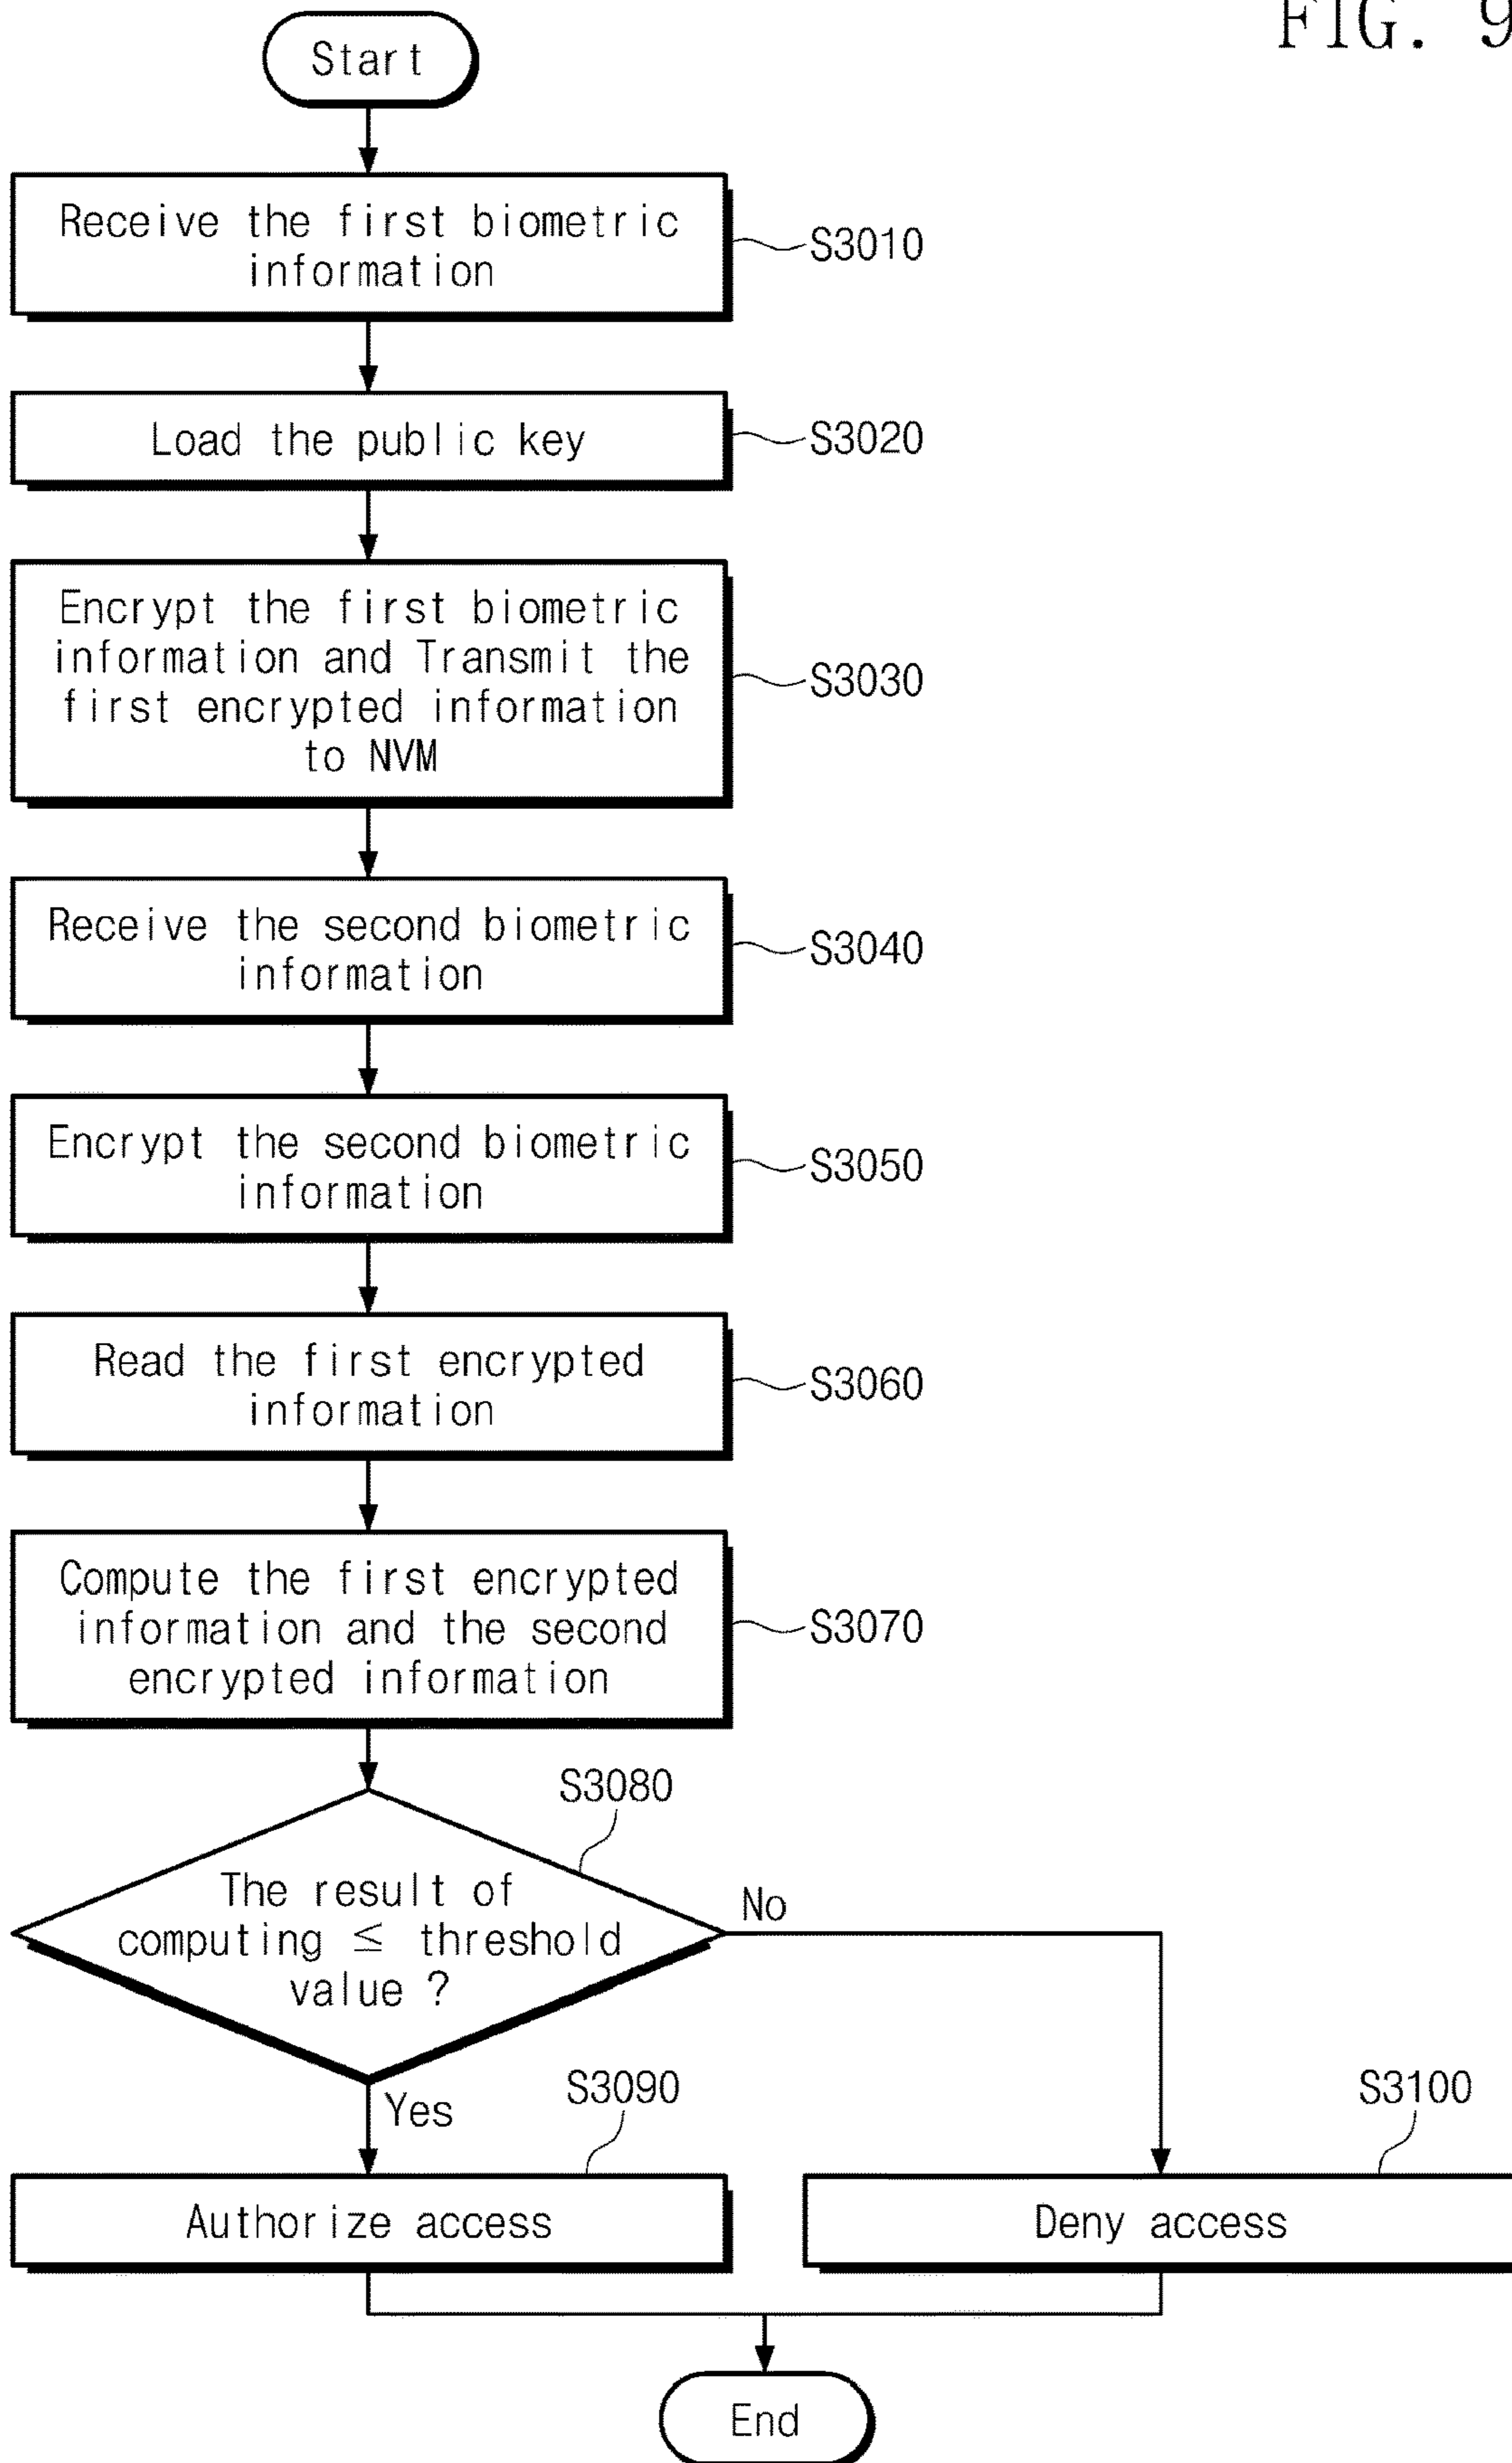 FIG. 9
Start
Receive the first biometric
information
S3010
Load the public key
S3020
Encrypt the first biometric
information and Transmit the
first encrypted information
to NVM
S3030
Receive the second biometric
information
S3040
Encrypt the second biometric
information
S3050
Read the first encrypted
information
S3060
Compute the first encrypted
information and the second
encrypted information
S3070
S3080
The result of
computing ≦ threshold
value ?
No
Yes
S3090
S3100
Authorize access
Deny access
End